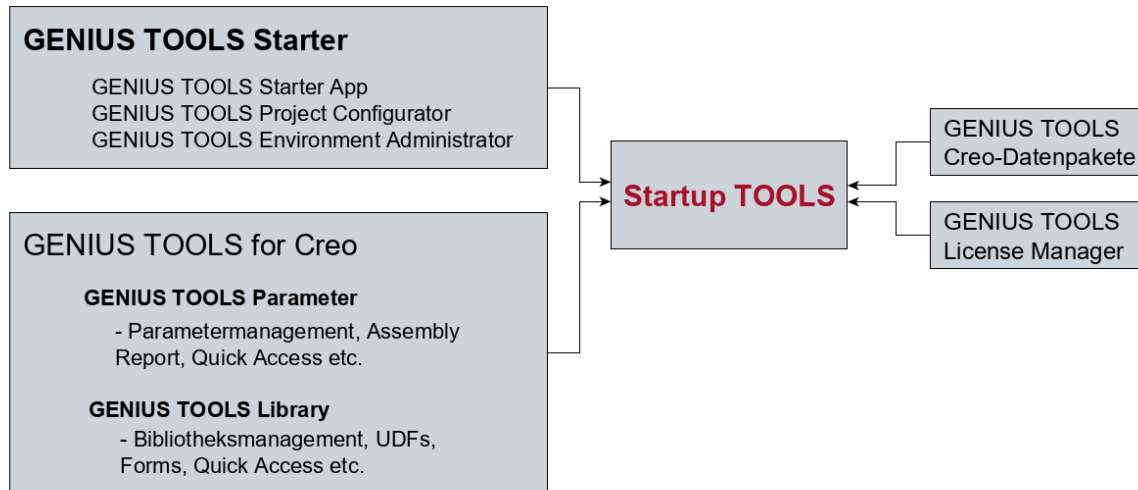 GENIUS TOOLS Starter
GENIUS TOOLS Starter App
GENIUS TOOLS Project Configurator
GENIUS TOOLS Environment Administrator
GENIUS TOOLS for Creo
GENIUS TOOLS Parameter
- Parametermanagement, Assembly
Report, Quick Access etc.
GENIUS TOOLS Library
- Bibliotheksmanagement, UDFs,
Forms, Quick Access etc.
Startup TOOLS
GENIUS TOOLS
Creo-Datenpakete
GENIUS TOOLS
License Manager